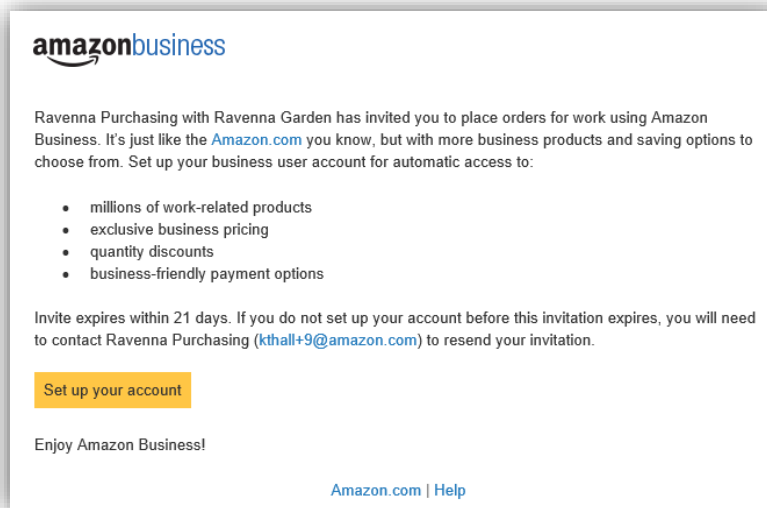 amazonbusiness
Ravenna Purchasing with Ravenna Garden has invited you to place orders for work using Amazon
Business. It's just like the Amazon.com you know, but with more business products and saving options to
choose from. Set up your business user account for automatic access to:
• millions of work-related products
• exclusive business pricing
• quantity discounts
• business-friendly payment options
Invite expires within 21 days. If you do not set up your account before this invitation expires, you will need
to contact Ravenna Purchasing (kthall+9@amazon.com) to resend your invitation.
Set up your account
Enjoy Amazon Business!
Amazon.com | Help